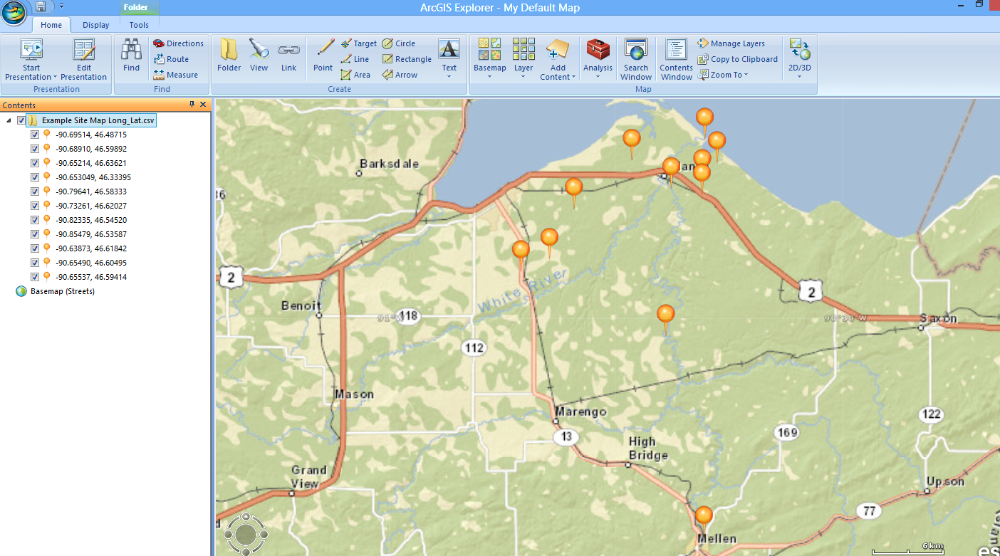 ArcGIS Explorer - My Default Map
Folder
Home Display Tools
Start Presentation
Edit Presentation
Presentation
Find
Directions
Route
Measure
Find
Folder
View
Link
Point
Target
Line
Area
Circle
Rectangle
Arrow
Text
Create
Basemap
Layer
Add Content
Analysis
Search Window
Contents Window
Manage Layers
Copy to Clipboard
Zoom To
2D/3D
Map
Contents
Example Site Map Long_Lat.csv
-90.69514, 46.48715
-90.68910, 46.59892
-90.65214, 46.63621
-90.653049, 46.33395
-90.79641, 46.58333
-90.73261, 46.62027
-90.82335, 46.54520
-90.85479, 46.53587
-90.63873, 46.61842
-90.65490, 46.60495
-90.65537, 46.59414
Basemap (Streets)
Barksdale
2
Benoit
91°W
118
White River
112
2
90°30'W
Saxon
Mason
Marengo
13
122
169
High
Bridge
Grand
View
Upson
77
Mellen
6km